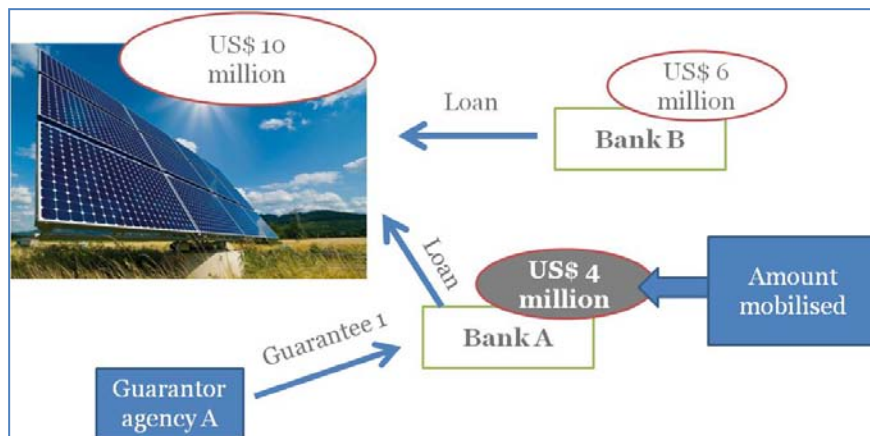 US$ 10
million
US$ 6
million
Loan
Bank B
Loan
US$ 4
million
Amount
mobilised
Guarantee 1
Bank A
Guarantor
agency A